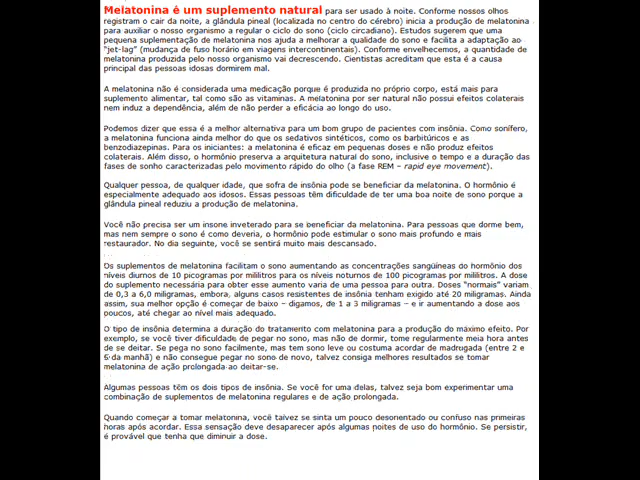 Melatonina é um suplemento natural para ser usado à noite. Conforme nossos olhos
registram o cair da noite, a glândula pineal (localizada no centro do cérebro) inicia a produção de melatonina
para auxiliar o nosso organismo a regular o ciclo do sono (ciclo circadiano). Estudos sugerem que uma
pequena suplementação de melatonina nos ajuda a melhorar a qualidade do sono e facilita a adaptação ao
"jet-lag" (mudança de fuso horário em viagens intercontinentais). Conforme envelhecemos, a quantidade de
melatonina produzida pelo nosso organismo vai decrescendo. Cientistas acreditam que esta é a causa
principal das pessoas idosas dormirem mal.
A melatonina não é considerada uma medicação porque é produzida no próprio corpo, está mais para
suplemento alimentar, tal como são as vitaminas. A melatonina por ser natural não possui efeitos colaterais
nem induz a dependência, além de não perder a eficácia ao longo do uso.
Podemos dizer que essa é a melhor alternativa para um bom grupo de pacientes com insônia. Como sonífero,
a melatonina funciona ainda melhor do que os sedativos sintéticos, como os barbitúricos e as
benzodiazepinas. Para os iniciantes: a melatonina é eficaz em pequenas doses e não produz efeitos
colaterais. Além disso, o hormônio preserva a arquitetura natural do sono, inclusive o tempo e a duração das
fases de sonho caracterizadas pelo movimento rápido do olho (a fase REM – rapid eye movement).
Qualquer pessoa, de qualquer idade, que sofra de insônia pode se beneficiar da melatonina. O hormônio é
especialmente adequado aos idosos. Essas pessoas têm dificuldade de ter uma boa noite de sono porque a
glândula pineal reduziu a produção de melatonina.
Você não precisa ser um insone inveterado para se beneficiar da melatonina. Para pessoas que dorme bem,
mas nem sempre o sono é como deveria, o hormônio pode estimular o sono mais profundo e mais
restaurador. No dia seguinte, você se sentirá muito mais descansado.
Os suplementos de melatonina facilitam o sono aumentando as concentrações sangüíneas do hormônio dos
níveis diurnos de 10 picogramas por mililitros para os níveis noturnos de 100 picogramas por mililitros. A dose
do suplemento necessária para obter esse aumento varia de uma pessoa para outra. Doses "normais" variam
de 0,3 a 6,0 miligramas, embora, alguns casos resistentes de insônia tenham exigido até 20 miligramas. Ainda
assim, sua melhor opção é começar de baixo – digamos, de 1 a 3 miligramas – e ir aumentando a dose aos
poucos, até chegar ao nível mais adequado.
O tipo de insônia determina a duração do tratamento com melatonina para a produção do máximo efeito. Por
exemplo, se você tiver dificuldade de pegar no sono, mas não de dormir, tome regularmente meia hora antes
de se deitar. Se pega no sono facilmente, mas tem sono leve ou costuma acordar de madrugada (entre 2 e
6 da manhã) e não consegue pegar no sono de novo, talvez consiga melhores resultados se tomar
melatonina de ação prolongada ao deitar-se.
Algumas pessoas têm os dois tipos de insônia. Se você for uma delas, talvez seja bom experimentar uma
combinação de suplementos de melatonina regulares e de ação prolongada.
Quando começar a tomar melatonina, você talvez se sinta um pouco desorientado ou confuso nas primeiras
horas após acordar. Essa sensação deve desaparecer após algumas noites de uso do hormônio. Se persistir,
é provável que tenha que diminuir a dose.